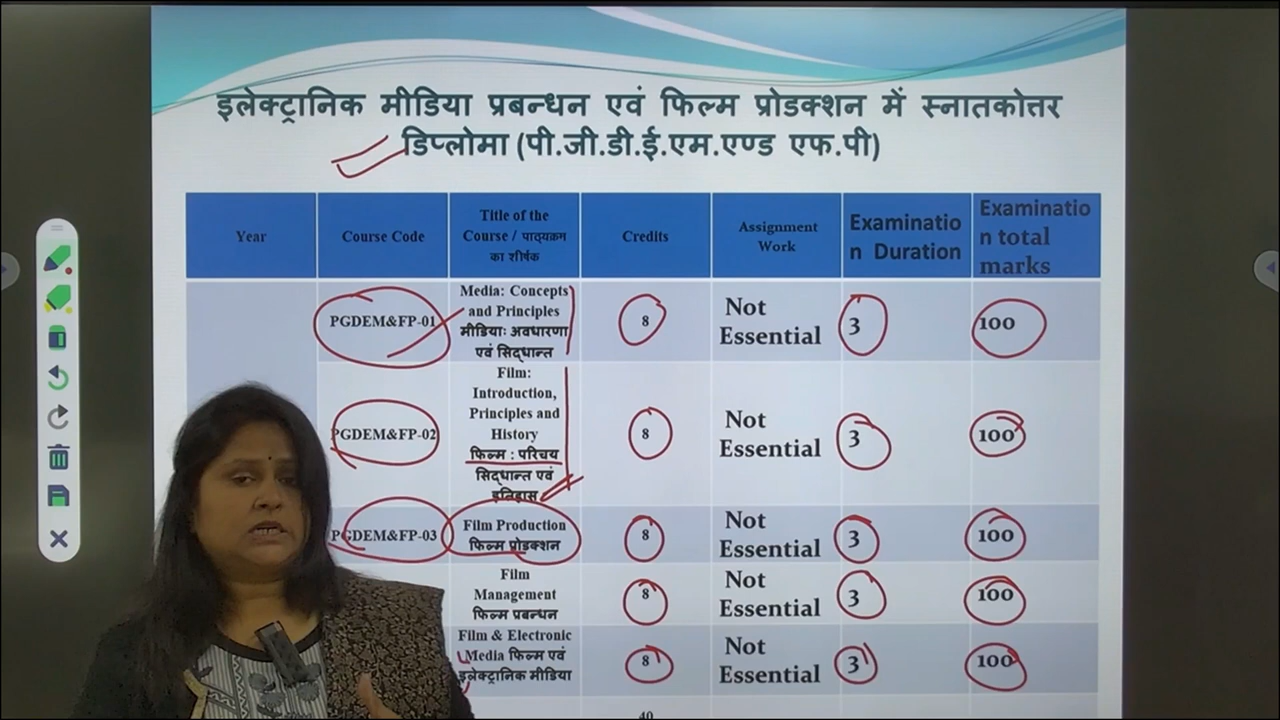 इलेक्ट्रानिक मीडिया प्रबन्धन एवं फिल्म प्रोडक्शन में स्नातकोत्तर
डिप्लोमा (पी.जी.डी.ई.एम.एण्ड एफ.पी)
Year
Course Code
Title of the
Course / पाठ्यक्रम
का शीर्षक
Credits
Assignment
Work
Examinatio
n Duration
Examinatio
n total
marks
PGDEM&FP-01
Media: Concepts
and Principles
मीडियाः अवधारणा
एवं सिद्धान्त
8
Not
Essential
3
100
PGDEM&FP-02
Film:
Introduction,
Principles and
History
फिल्म : परिचय
सिद्धान्त एवं
इतिहास
8
Not
Essential
3
100
PGDEM&FP-03
Film Production
फिल्म प्रोडक्शन
8
Not
Essential
3
100
Film
Management
फिल्म प्रबन्धन
8
Not
Essential
3
100
Film & Electronic
Media फिल्म एवं
इलेक्ट्रानिक मीडिया
8
Not
Essential
3
100
40